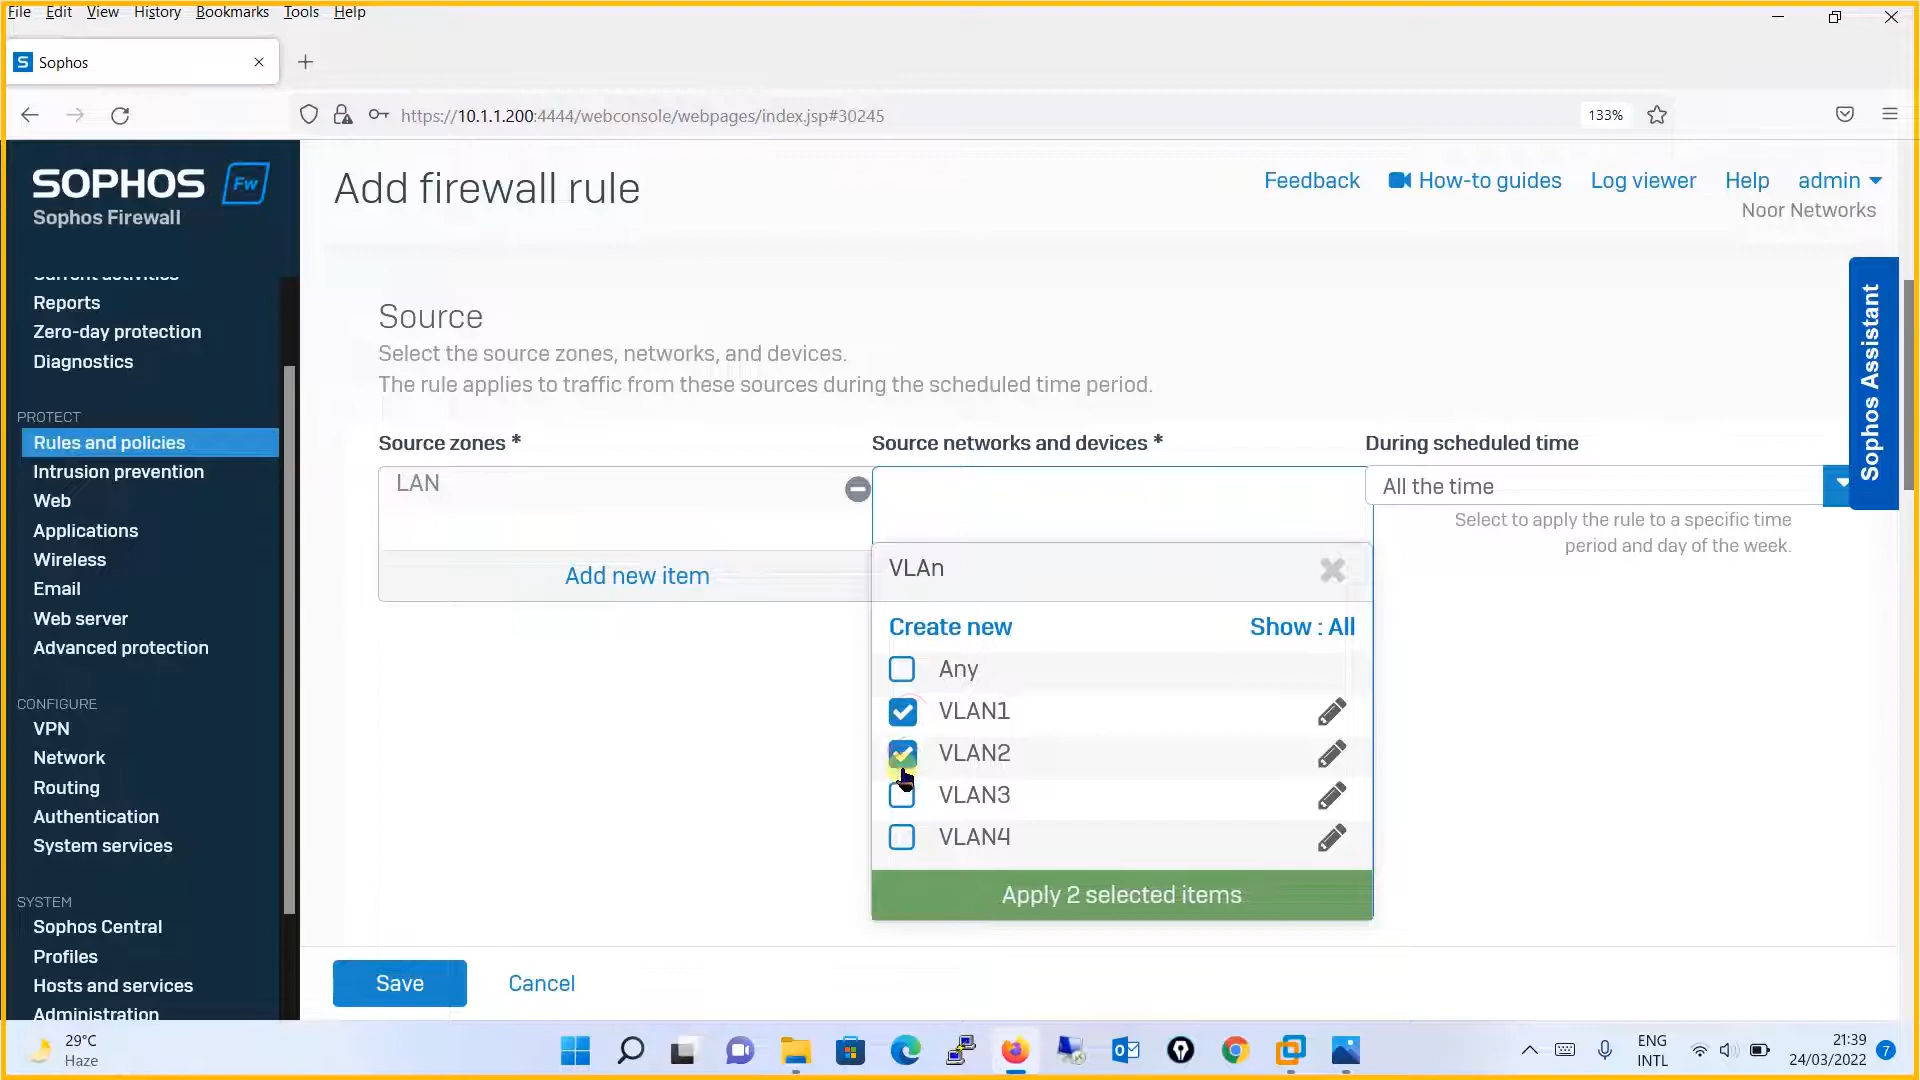 File Edit View History Bookmarks Tools Help
S Sophos
https://10.1.1.200:4444/webconsole/webpages/index.jsp#30245
133%
SOPHOS Fw
Sophos Firewall
Add firewall rule
Feedback How-to guides Log viewer Help admin
Noor Networks
Current activities
Reports
Zero-day protection
Diagnostics
PROTECT
Rules and policies
Intrusion prevention
Web
Applications
Wireless
Email
Web server
Advanced protection
CONFIGURE
VPN
Network
Routing
Authentication
System services
SYSTEM
Sophos Central
Profiles
Hosts and services
Administration
Source
Select the source zones, networks, and devices.
The rule applies to traffic from these sources during the scheduled time period.
Source zones *
LAN
Add new item
Source networks and devices *
VLAn
Create new Show : All
Any
VLAN1
VLAN2
VLAN3
VLAN4
Apply 2 selected items
During scheduled time
All the time
Select to apply the rule to a specific time
period and day of the week.
Sophos Assistant
Save Cancel
29°C
Haze
ENG
INTL
21:39
24/03/2022
7